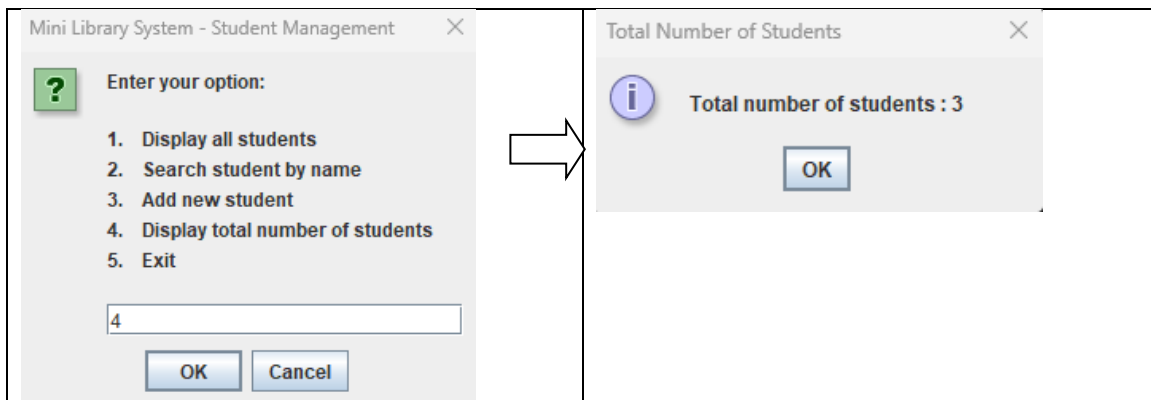 Mini Library System - Student Management
?
Enter your option:
1. Display all students
2. Search student by name
3. Add new student
4. Display total number of students
5. Exit
4
OK
Cancel
Total Number of Students
i
Total number of students : 3
OK